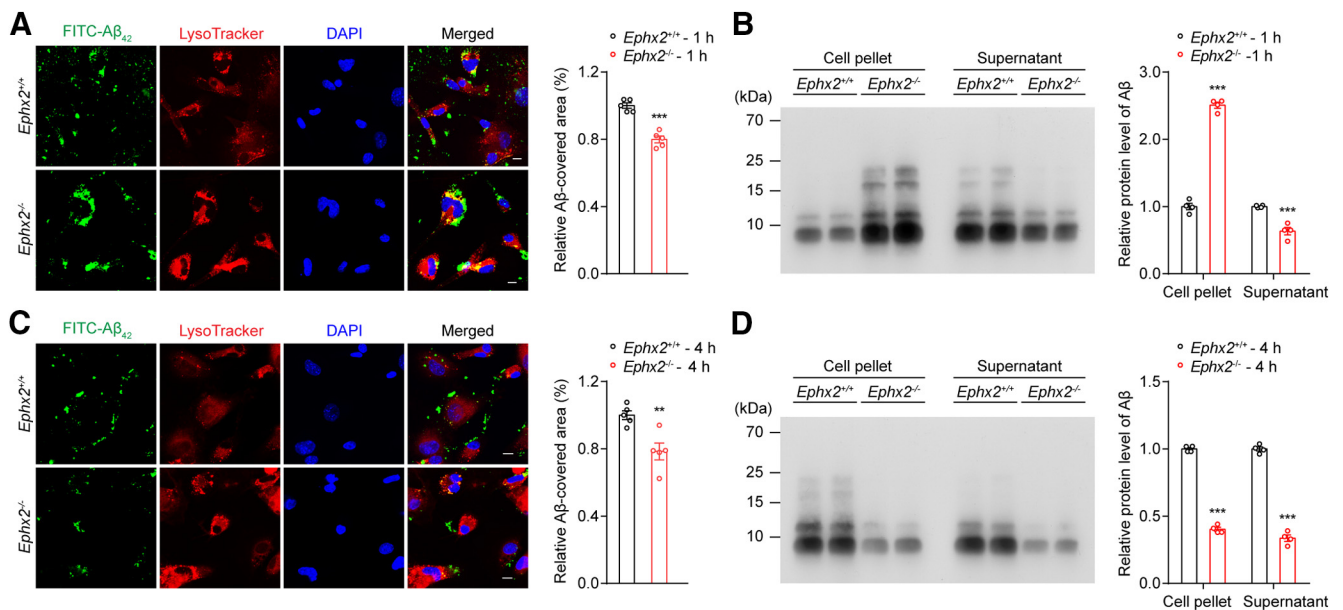 A
FITC-Aβ42
LysoTracker
DAPI
Merged
Ephx2+/+
Ephx2-/-
Ephx2+/+ - 1 h
Ephx2-/- - 1 h
Relative Aβ-covered area (%)
1.2
0.8
0.4
0.0
***
B
Cell pellet
Supernatant
Ephx2+/+ Ephx2-/- Ephx2+/+ Ephx2-/-
(kDa)
70
25
15
10
Ephx2+/+ - 1 h
Ephx2-/- -1 h
Relative protein level of Aβ
3.0
2.0
1.0
0.0
***
***
Cell pellet Supernatant
C
FITC-Aβ42
LysoTracker
DAPI
Merged
Ephx2+/+
Ephx2-/-
Ephx2+/+ - 4 h
Ephx2-/- - 4 h
Relative Aβ-covered area (%)
1.2
0.8
0.4
0.0
**
D
Cell pellet
Supernatant
Ephx2+/+ Ephx2-/- Ephx2+/+ Ephx2-/-
(kDa)
70
25
15
10
Ephx2+/+ - 4 h
Ephx2-/- - 4 h
Relative protein level of Aβ
1.5
1.0
0.5
0.0
***
***
Cell pellet Supernatant